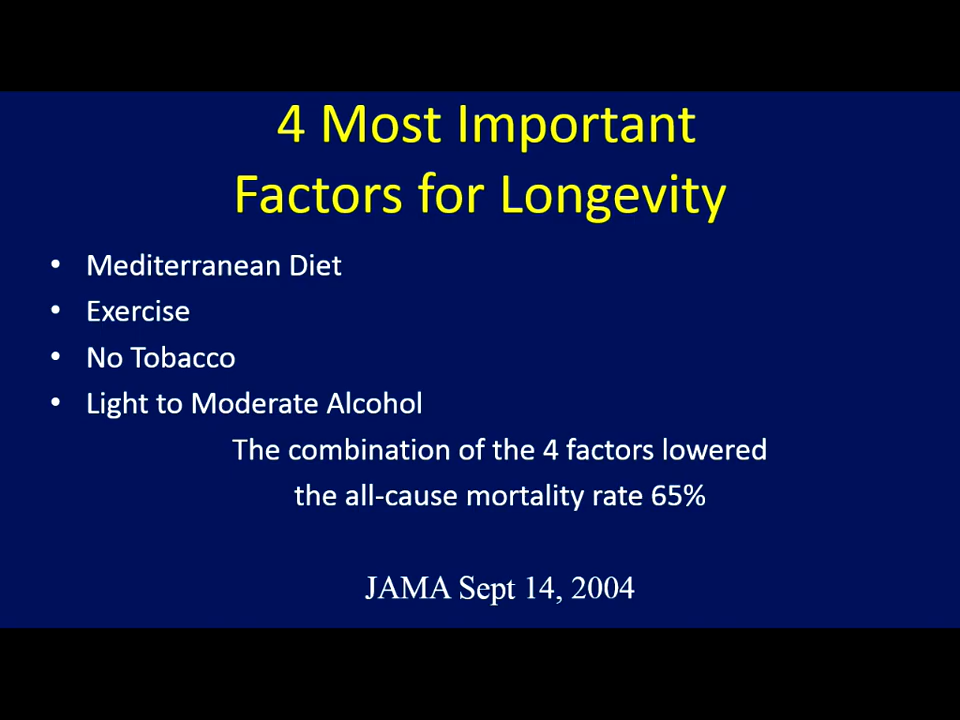 4 Most Important
Factors for Longevity
• Mediterranean Diet
• Exercise
• No Tobacco
• Light to Moderate Alcohol
The combination of the 4 factors lowered
the all-cause mortality rate 65%
JAMA Sept 14, 2004